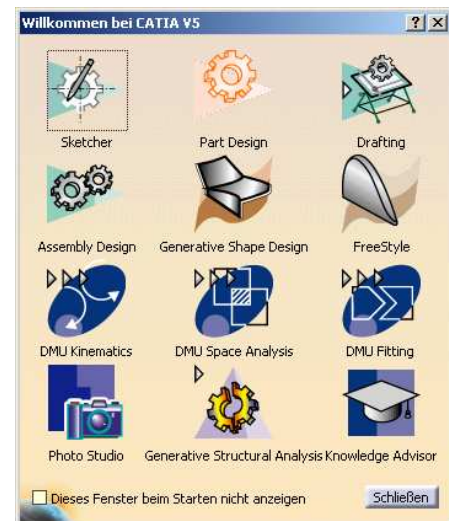 Willkommen bei CATIA V5
Sketcher
Part Design
Drafting
Assembly Design
Generative Shape Design
FreeStyle
DMU Kinematics
DMU Space Analysis
DMU Fitting
Photo Studio
Generative Structural Analysis
Knowledge Advisor
Dieses Fenster beim Starten nicht anzeigen
Schließen